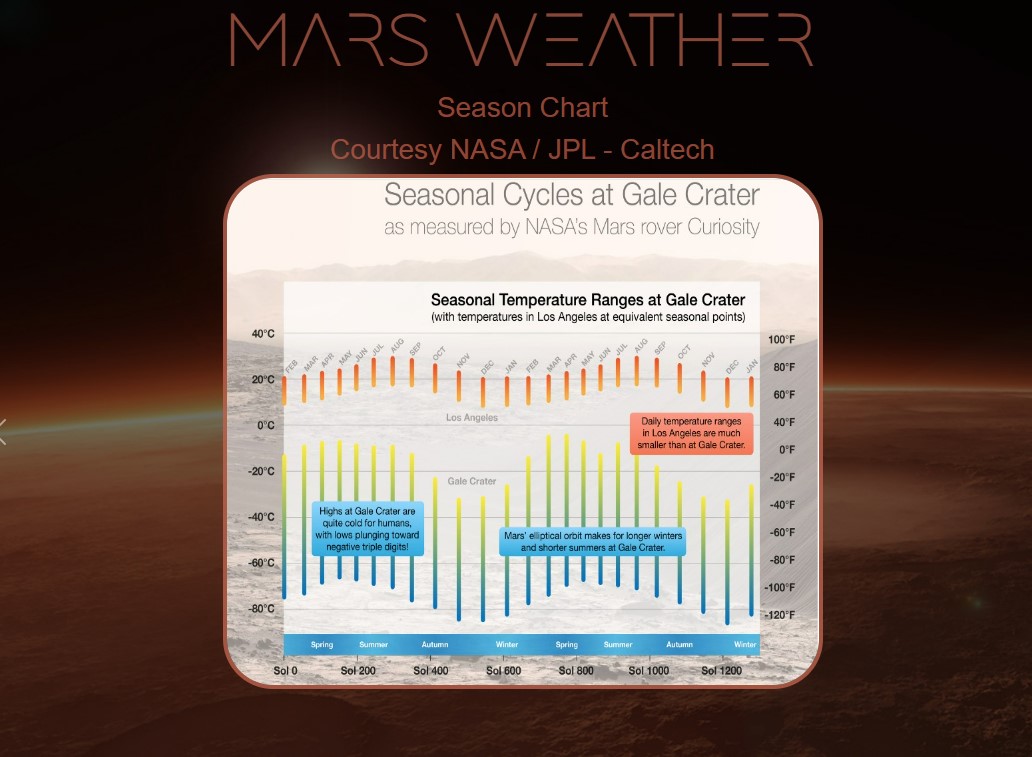 MARS WEATHER
Season Chart
Courtesy NASA / JPL - Caltech
Seasonal Cycles at Gale Crater
as measured by NASA's Mars rover Curiosity
Seasonal Temperature Ranges at Gale Crater
(with temperatures in Los Angeles at equivalent seasonal points)
40°C
100°F
FEB MAR APR MAY JUN JUL AUG SEP OCT NOV DEC JAN FEB MAR APR MAY JUN JUL AUG SEP OCT NOV DEC JAN
80°F
20°C
60°F
Los Angeles
Daily temperature ranges
in Los Angeles are much
smaller than at Gale Crater.
0°C
40°F
0°F
-20°C
-20°F
Gale Crater
-40°F
Highs at Gale Crater are
quite cold for humans,
with lows plunging toward
negative triple digits!
-40°C
-60°F
Mars' elliptical orbit makes for longer winters
and shorter summers at Gale Crater.
-60°C
-80°F
-100°F
-80°C
-120°F
Spring Summer Autumn Winter Spring Summer Autumn Winter
Sol 0 Sol 200 Sol 400 Sol 600 Sol 800 Sol 1000 Sol 1200